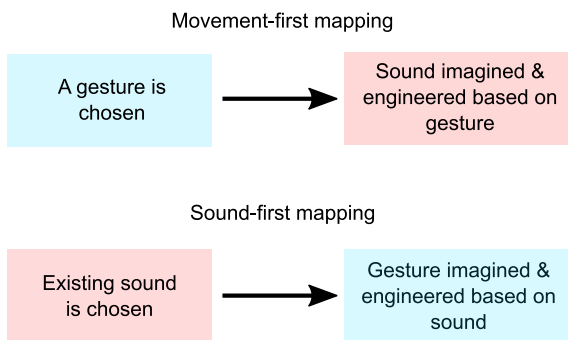 Movement-first mapping
A gesture is
chosen
Sound imagined &
engineered based on
gesture
Sound-first mapping
Existing sound
is chosen
Gesture imagined &
engineered based on
sound